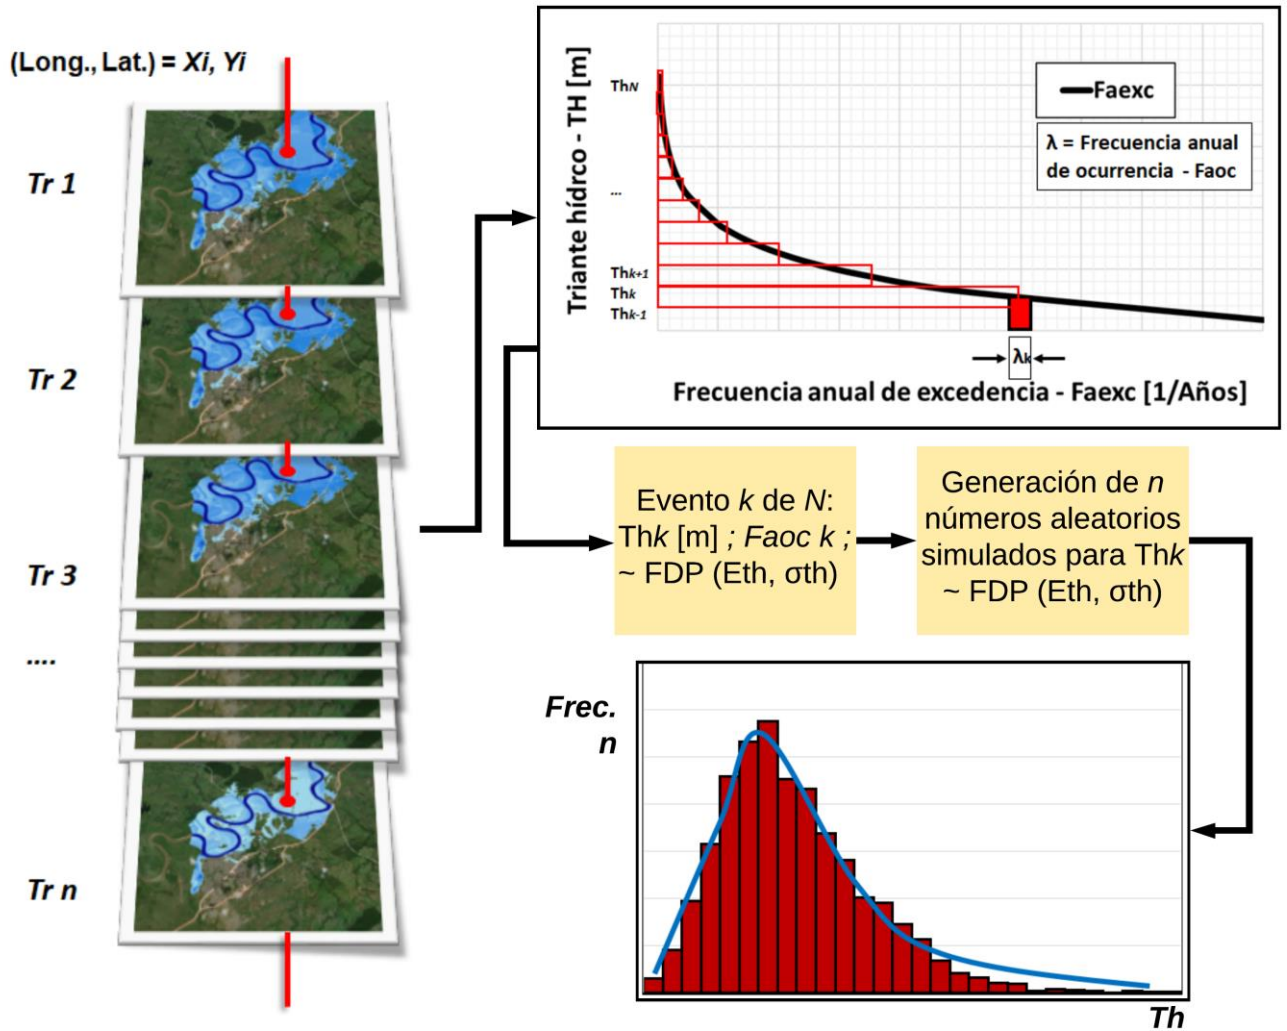 (Long., Lat.) = Xi, Yi
Tr 1
Tr 2
Tr 3
....
Tr n
Triante hídrco - TH [m]
ThN
...
Thk+1
Thk
Thk-1
Faexc
λ = Frecuencia anual
de ocurrencia - Faoc
λk
Frecuencia anual de excedencia - Faexc [1/Años]
Evento k de N:
Thk [m] ; Faoc k ;
~ FDP (Eth, σth)
Generación de n
números aleatorios
simulados para Thk
~ FDP (Eth, σth)
Frec.
n
Th